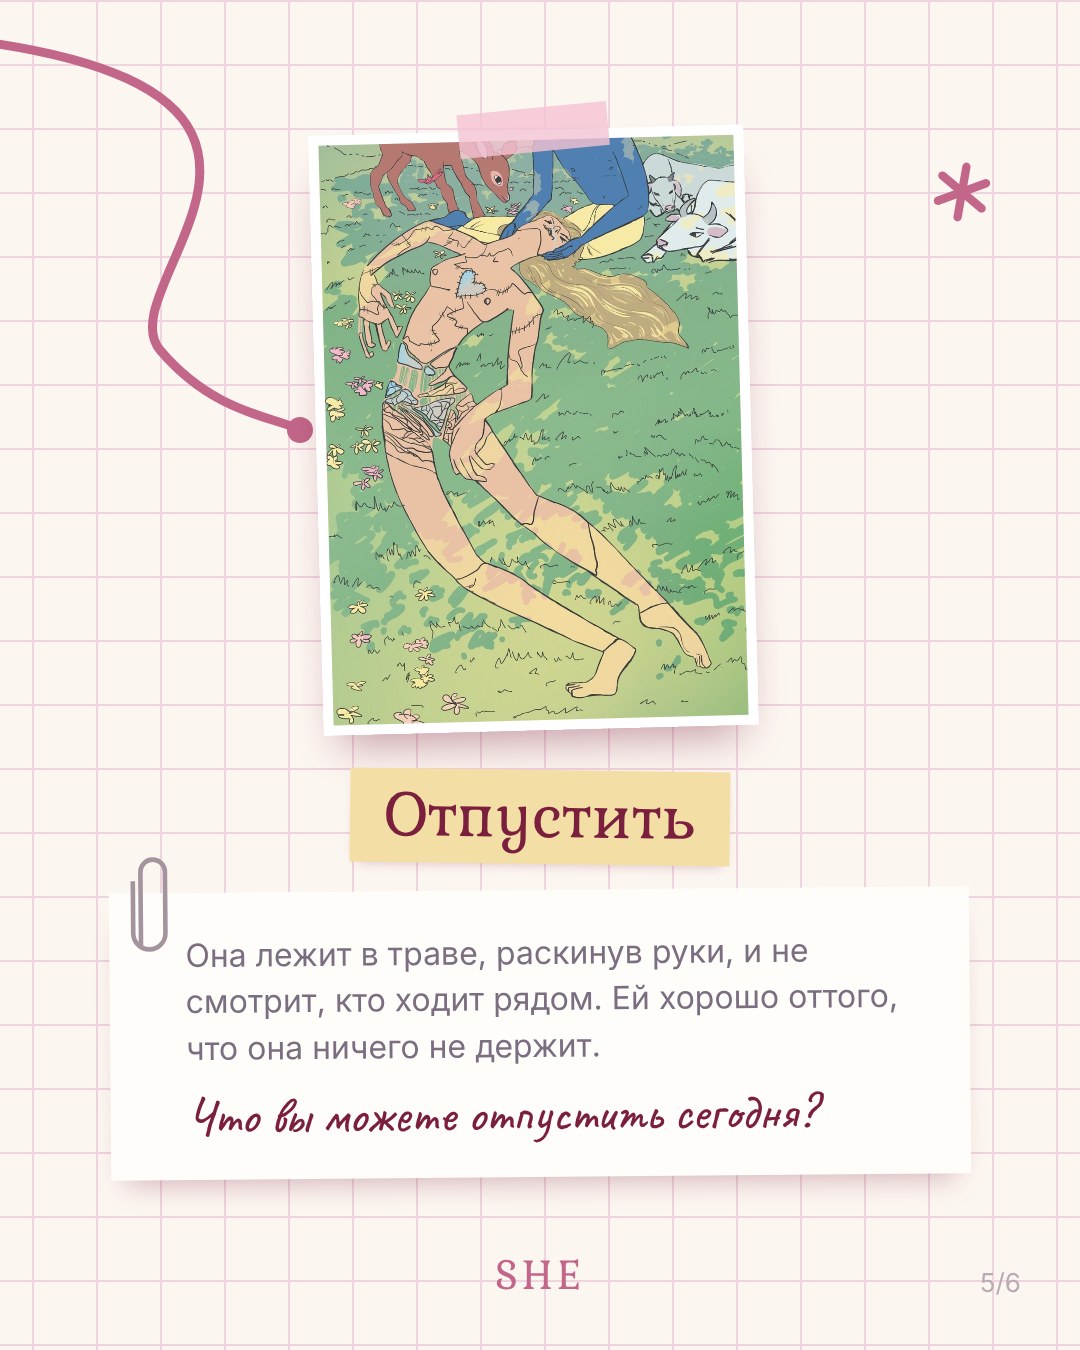 Отпустить
Она лежит в траве, раскинув руки, и не
смотрит, кто ходит рядом. Ей хорошо оттого,
что она ничего не держит.
Что вы можете отпустить сегодня?
SHE
5/6